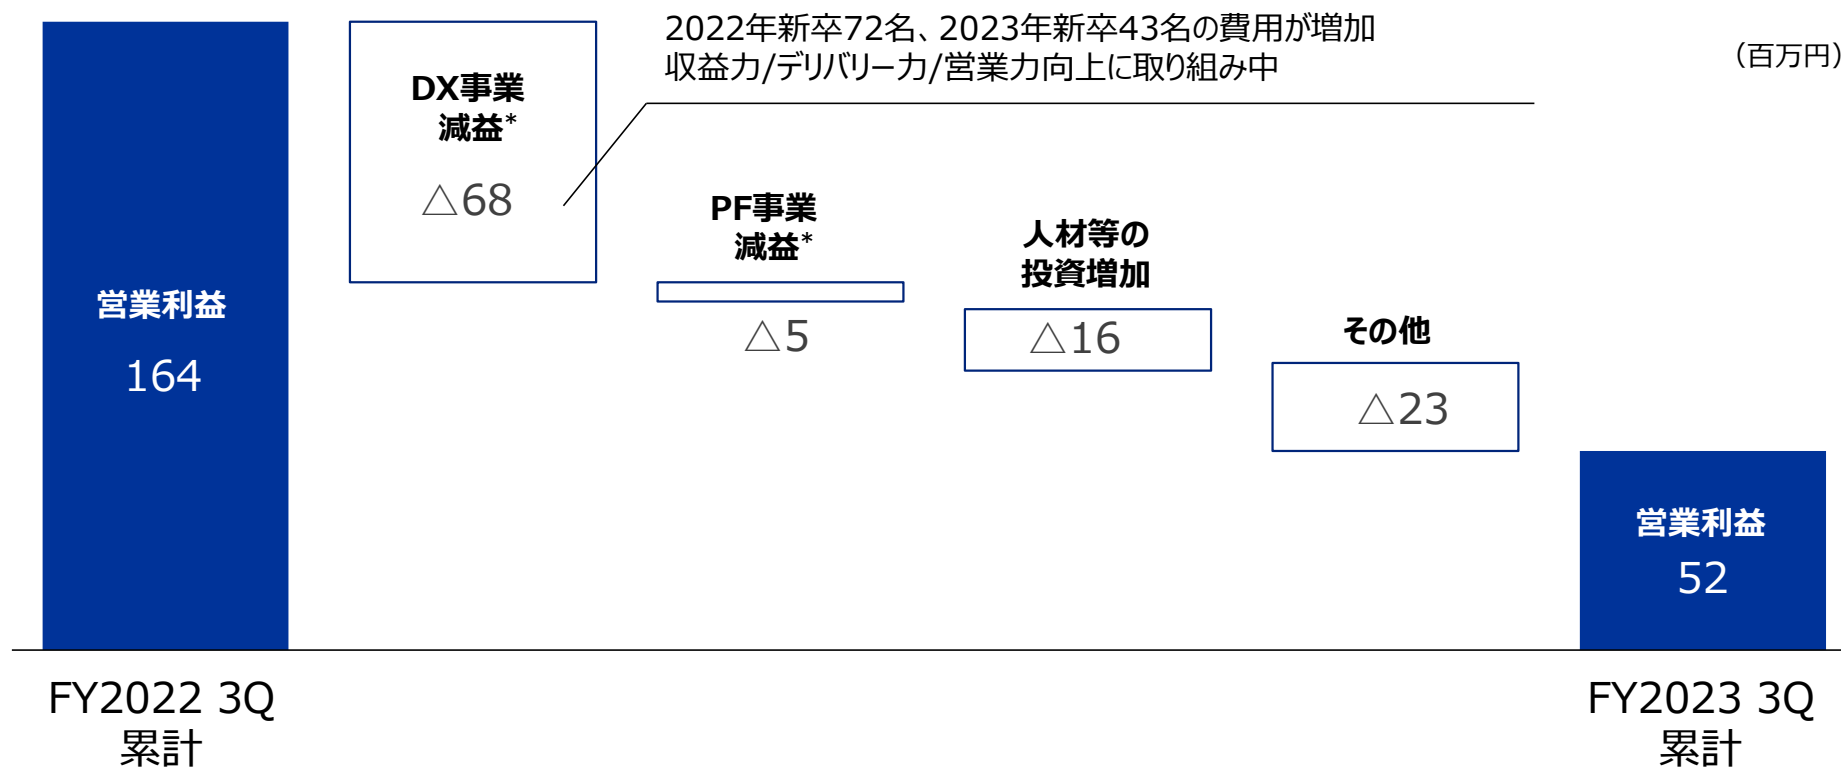 2022年新卒72名、2023年新卒43名の費用が増加
収益力/デリバリー力/営業力向上に取り組み中
（百万円）
DX事業
減益*
△68
PF事業
減益*
△5
人材等の
投資増加
△16
その他
△23
営業利益
164
営業利益
52
FY2022 3Q
累計
FY2023 3Q
累計